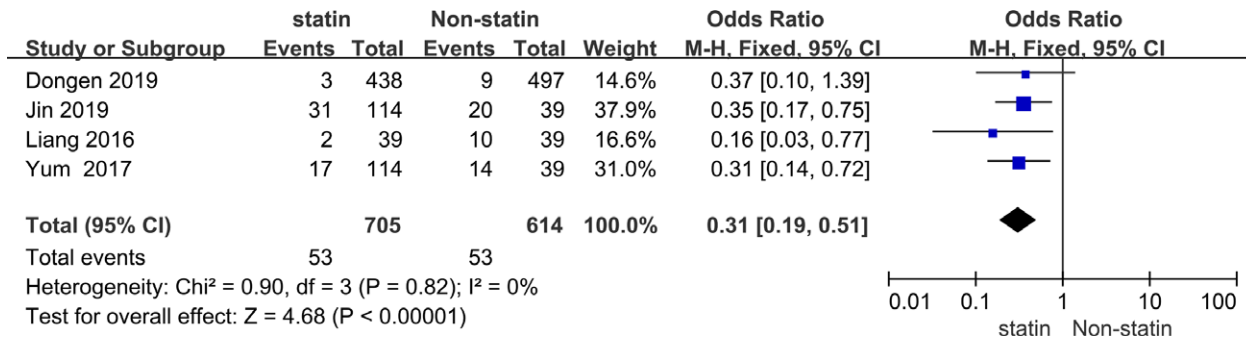 statin Non-statin Odds Ratio Odds Ratio
Study or Subgroup Events Total Events Total Weight M-H, Fixed, 95% CI M-H, Fixed, 95% CI
Dongen 2019 3 438 9 497 14.6% 0.37 [0.10, 1.39]
Jin 2019 31 114 20 39 37.9% 0.35 [0.17, 0.75]
Liang 2016 2 39 10 39 16.6% 0.16 [0.03, 0.77]
Yum 2017 17 114 14 39 31.0% 0.31 [0.14, 0.72]
Total (95% CI) 705 614 100.0% 0.31 [0.19, 0.51]
Total events 53 53
Heterogeneity: Chi² = 0.90, df = 3 (P = 0.82); I² = 0%
Test for overall effect: Z = 4.68 (P < 0.00001)
0.01 0.1 1 10 100
statin Non-statin